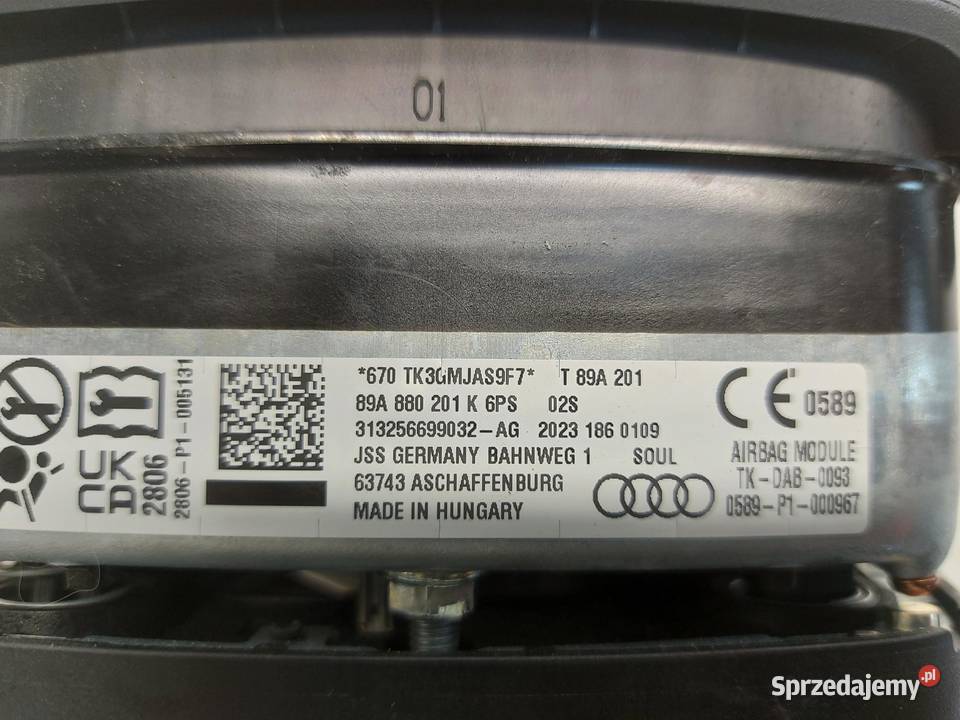 01
*670 TK3GMJAS9F7* T 89A 201
89A 880 201 K 6PS 02S
313256699032-AG 2023 186 0109
JSS GERMANY BAHNWEG 1 SOUL
63743 ASCHAFFENBURG
MADE IN HUNGARY
CE 0589
AIRBAG MODULE
TK-DAB-0093
0589-P1-000967
UK
CA
2806
2806-P1-005131
Sprzedajemy.pl